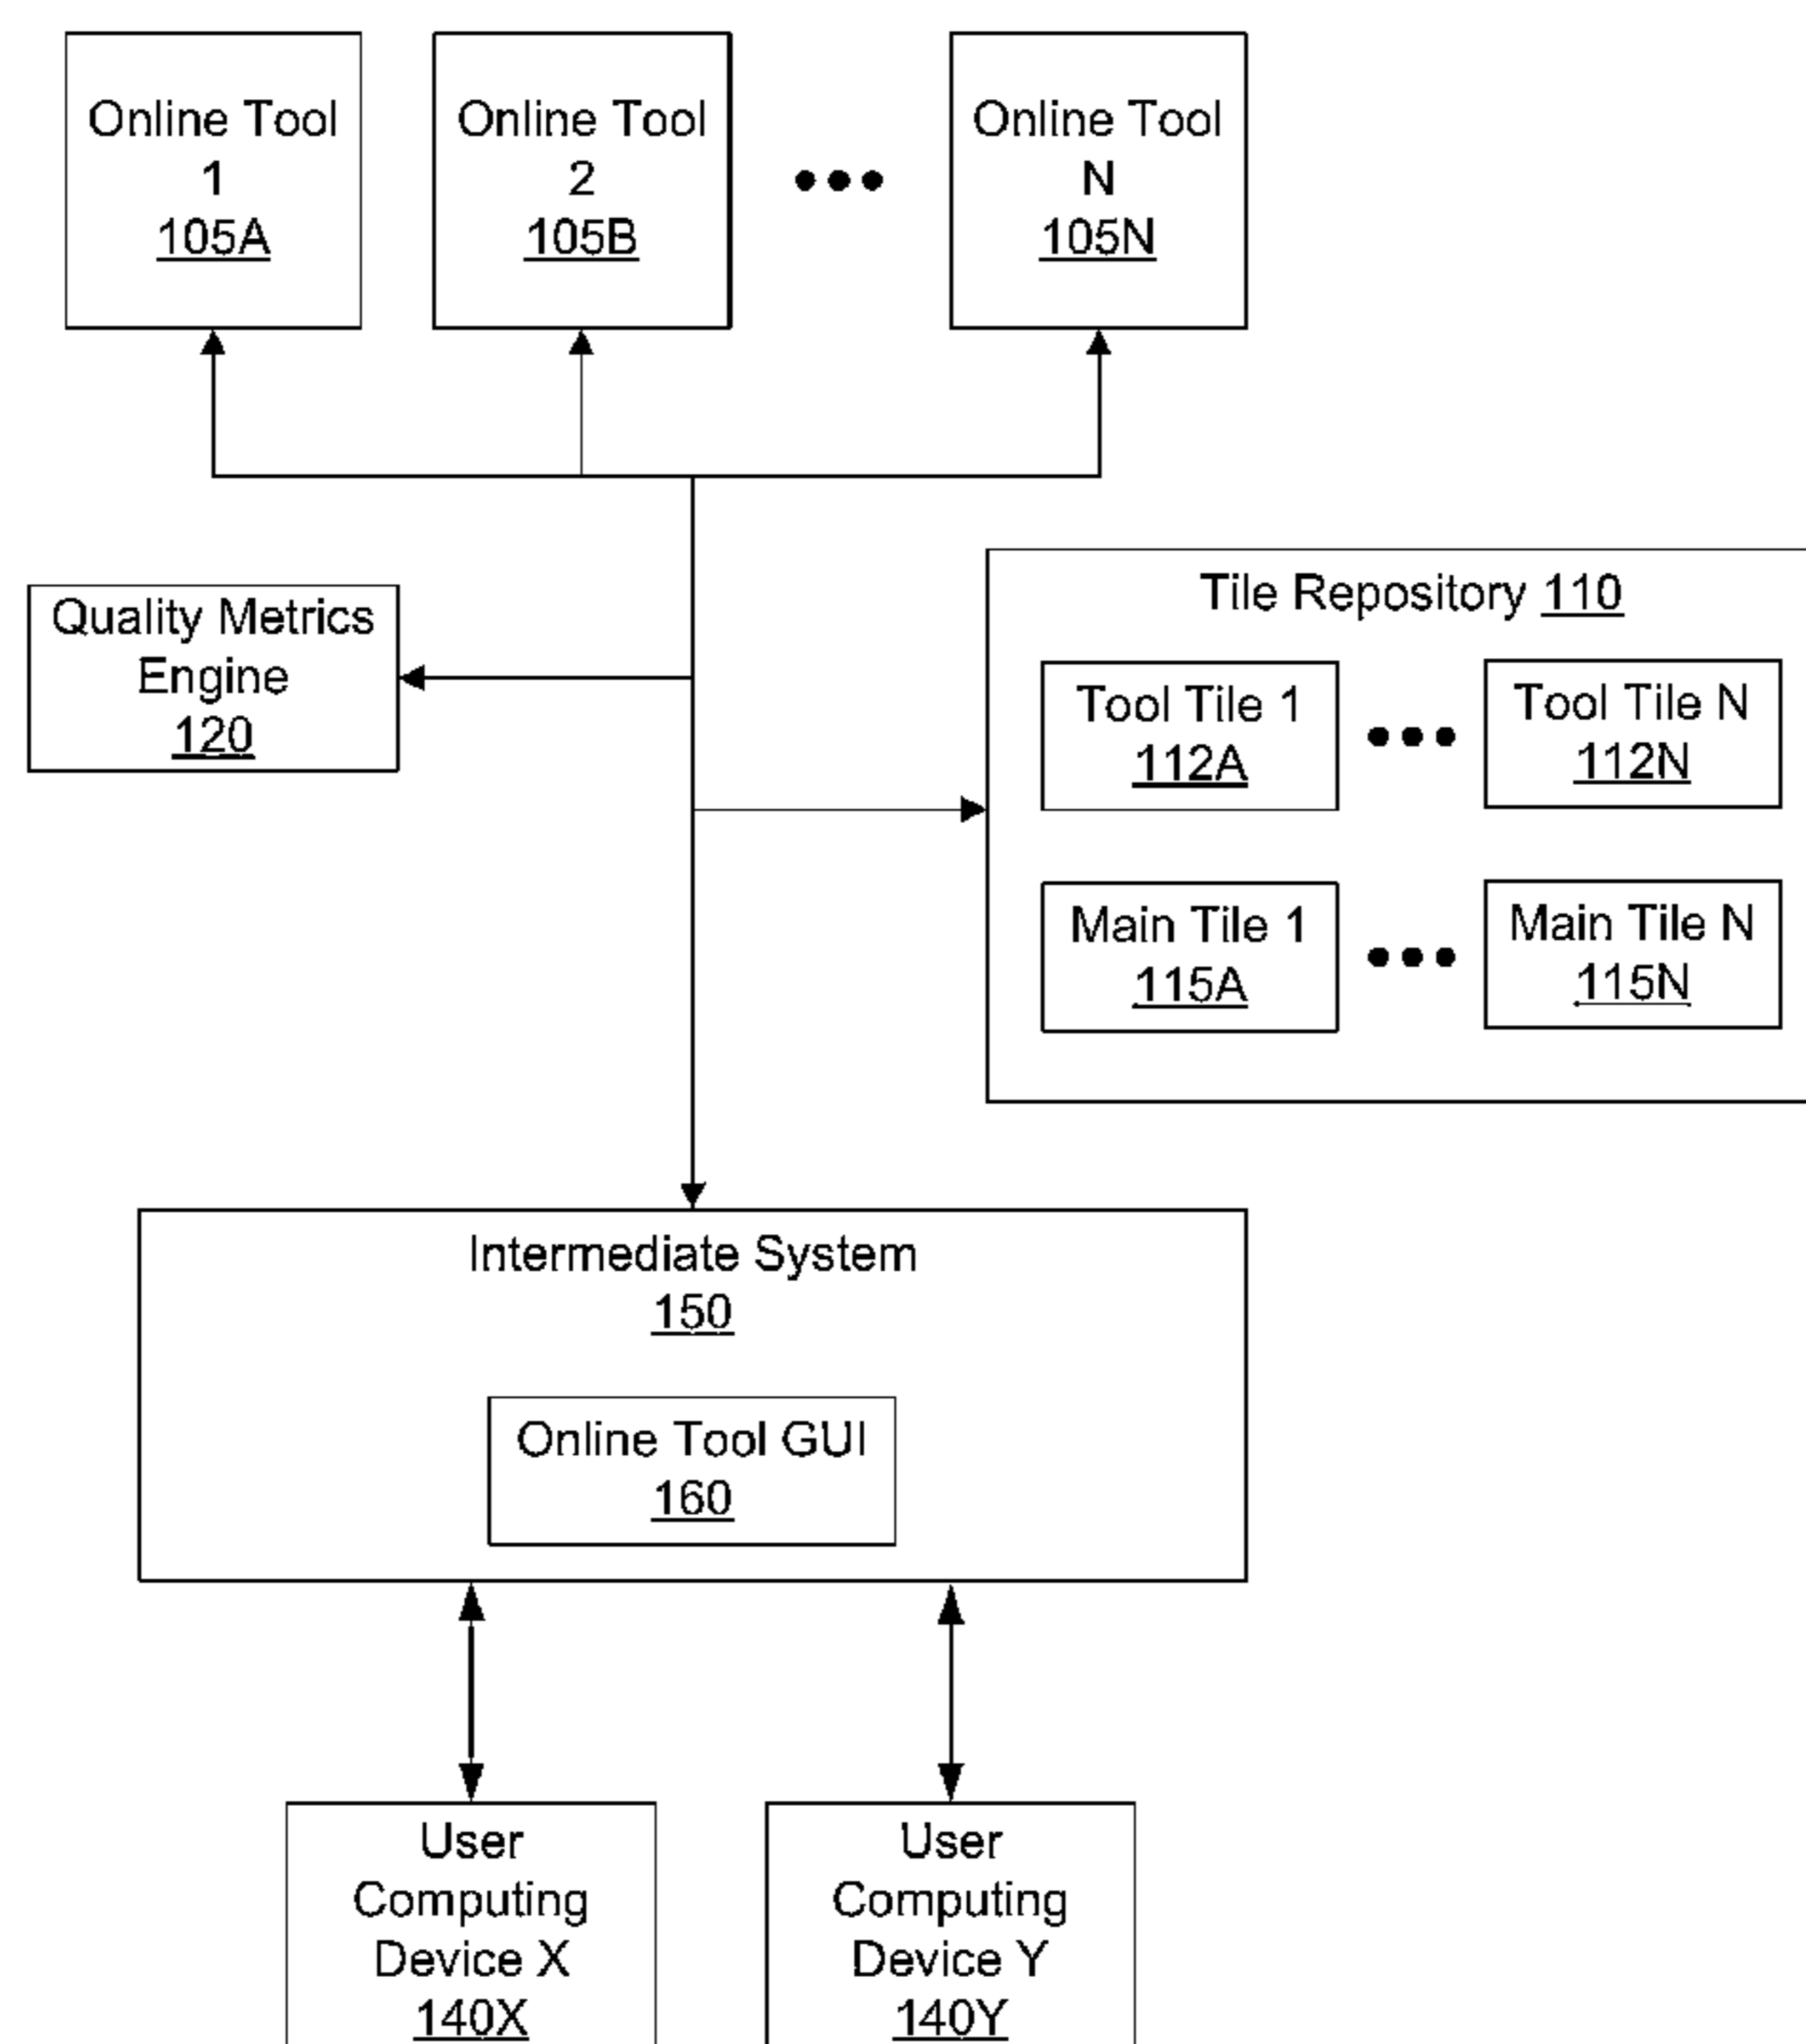 Online Tool
1
105A
Online Tool
2
105B
Online Tool
N
105N
Quality Metrics
Engine
120
Tile Repository 110
Tool Tile 1
112A
Tool Tile N
112N
Main Tile 1
115A
Main Tile N
115N
Intermediate System
150
Online Tool GUI
160
User
Computing
Device X
140X
User
Computing
Device Y
140Y